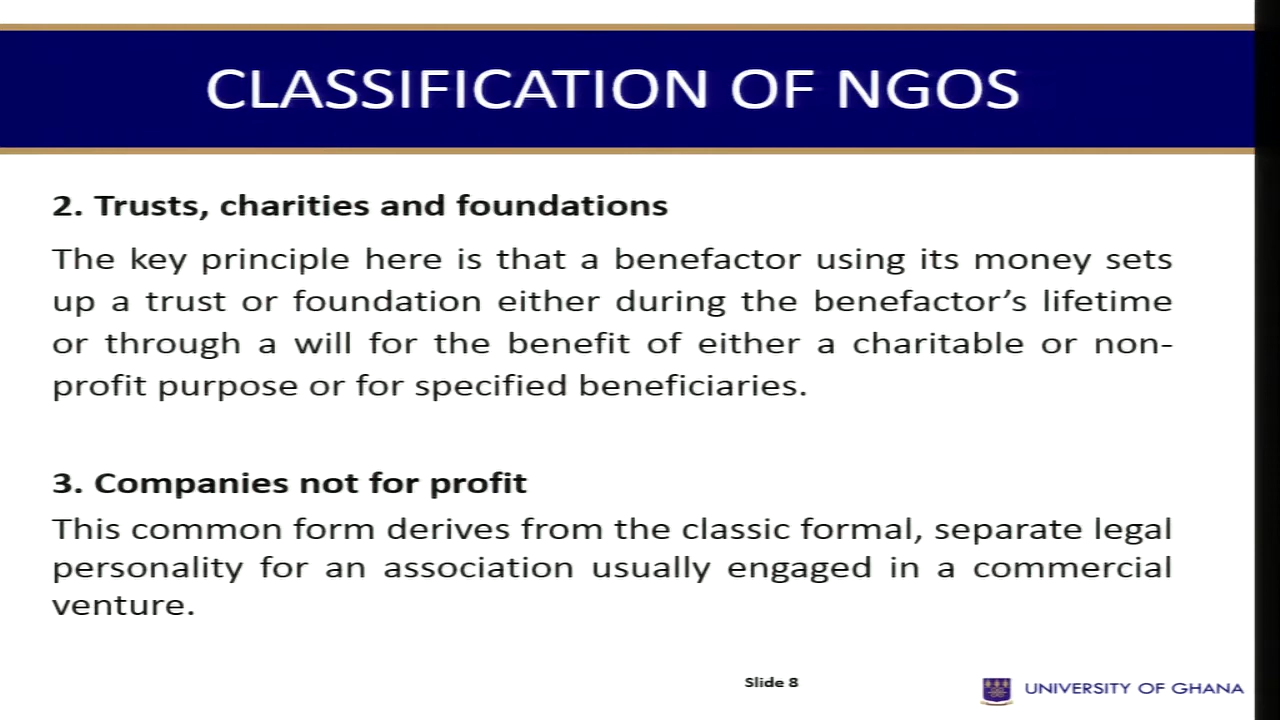 CLASSIFICATION OF NGOS
2. Trusts, charities and foundations
The key principle here is that a benefactor using its money sets
up a trust or foundation either during the benefactor’s lifetime
or through a will for the benefit of either a charitable or non-
profit purpose or for specified beneficiaries.
3. Companies not for profit
This common form derives from the classic formal, separate legal
personality for an association usually engaged in a commercial
venture.
Slide 8
UNIVERSITY OF GHANA